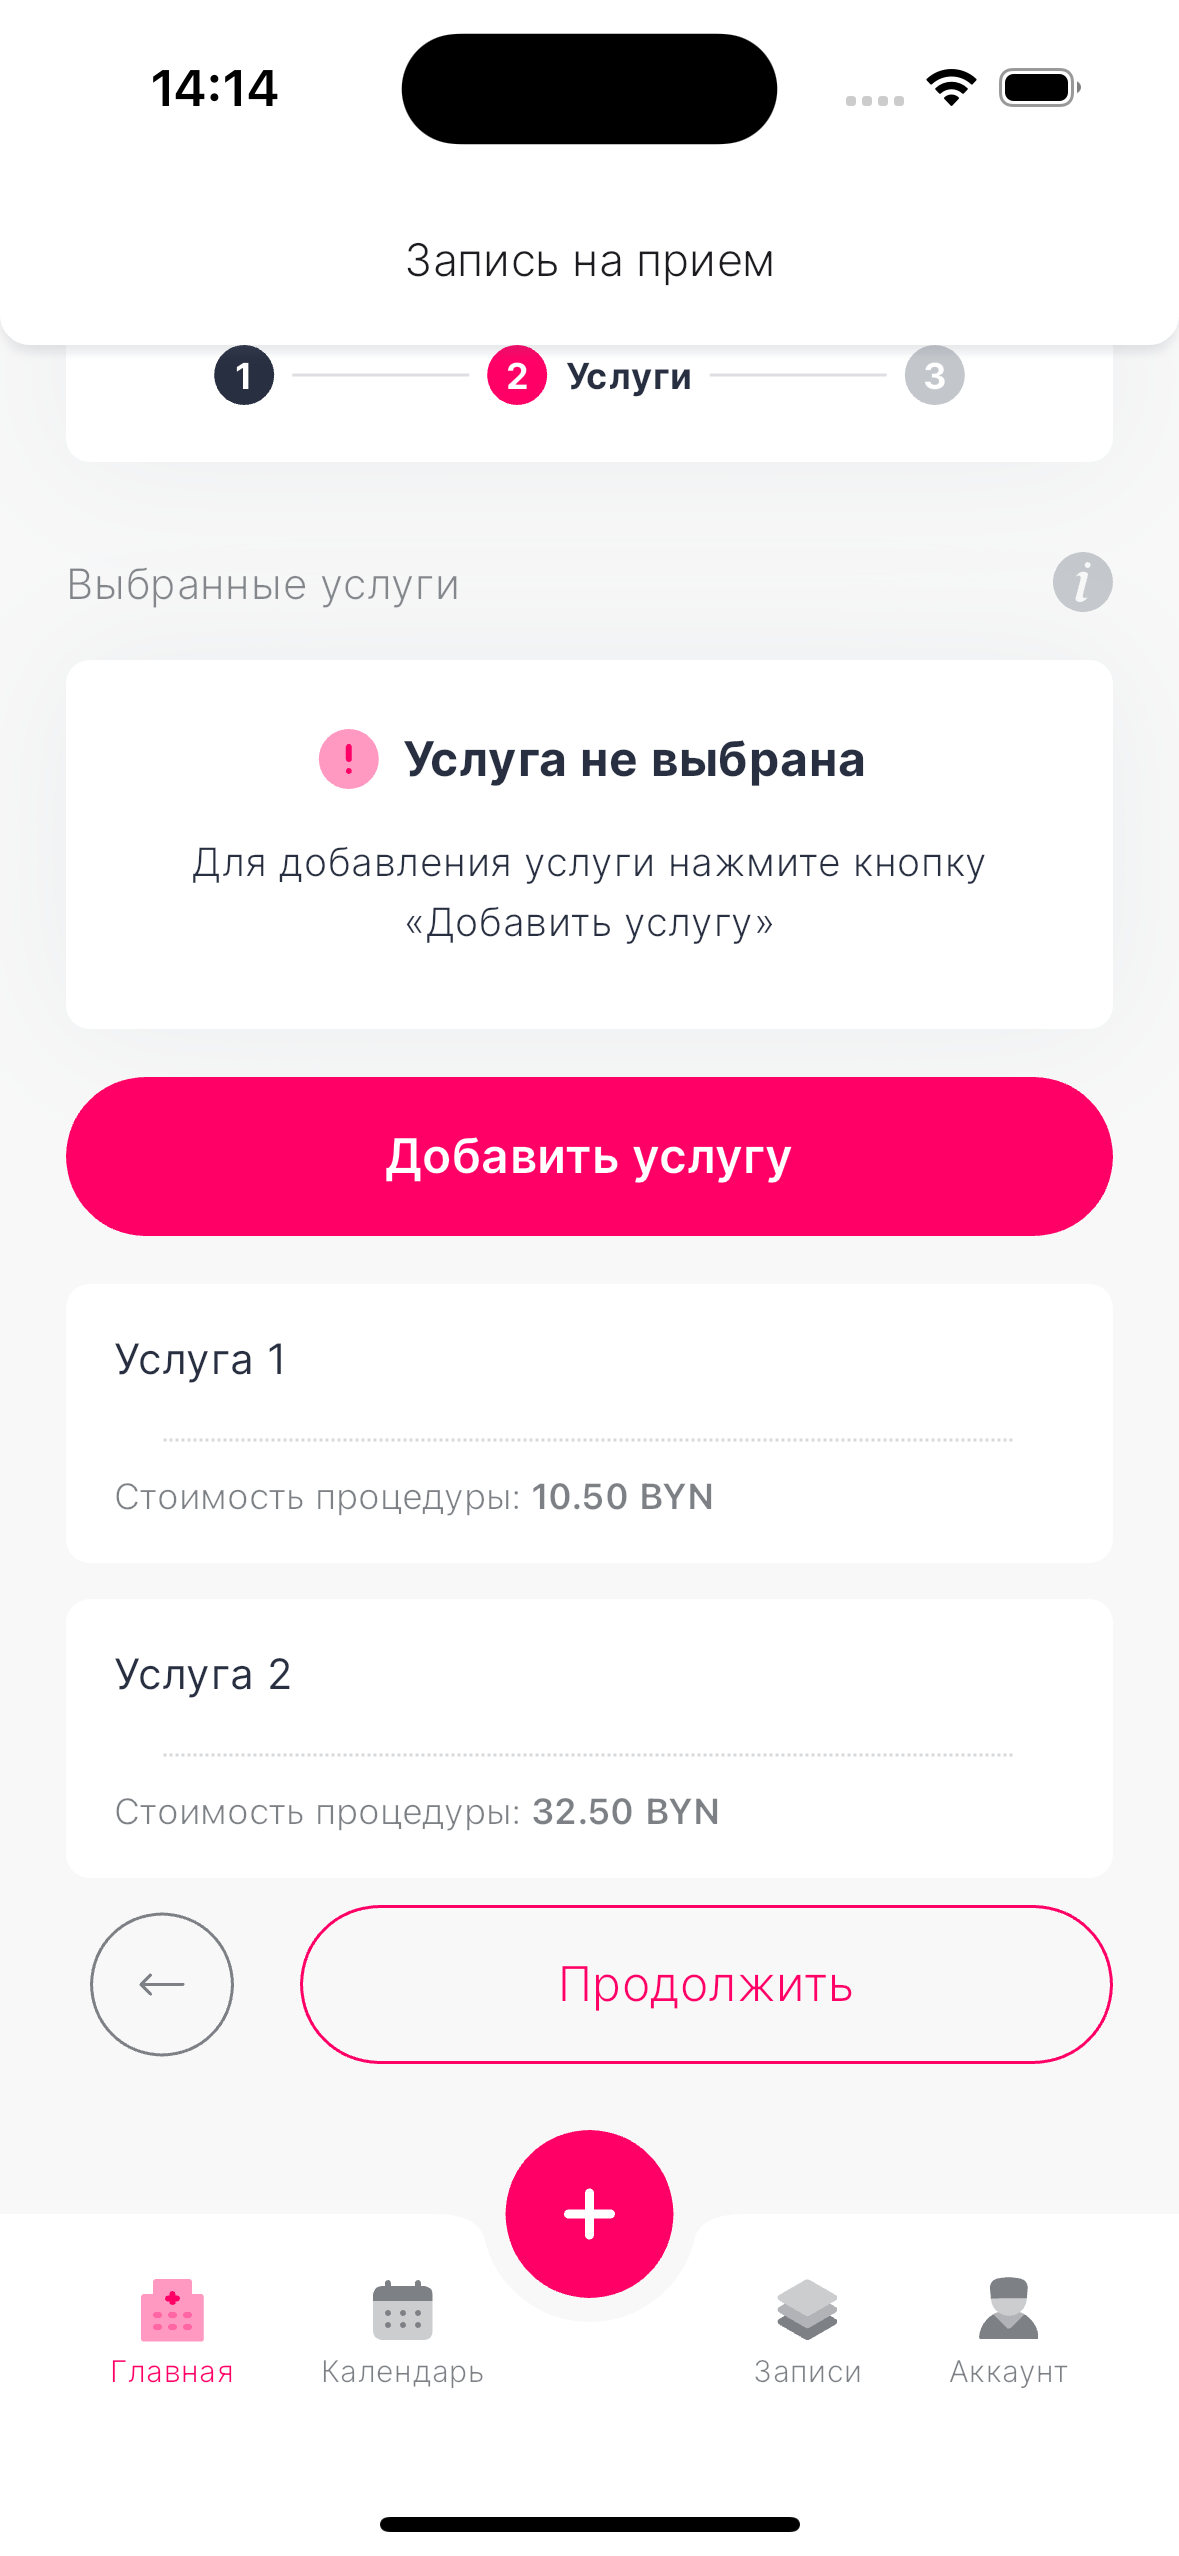 14:14
Запись на прием
1
2 Услуги
3
Выбранные услуги
i
! Услуга не выбрана
Для добавления услуги нажмите кнопку
«Добавить услугу»
Добавить услугу
Услуга 1
Стоимость процедуры: 10.50 BYN
Услуга 2
Стоимость процедуры: 32.50 BYN
Продолжить
Главная
Календарь
Записи
Аккаунт